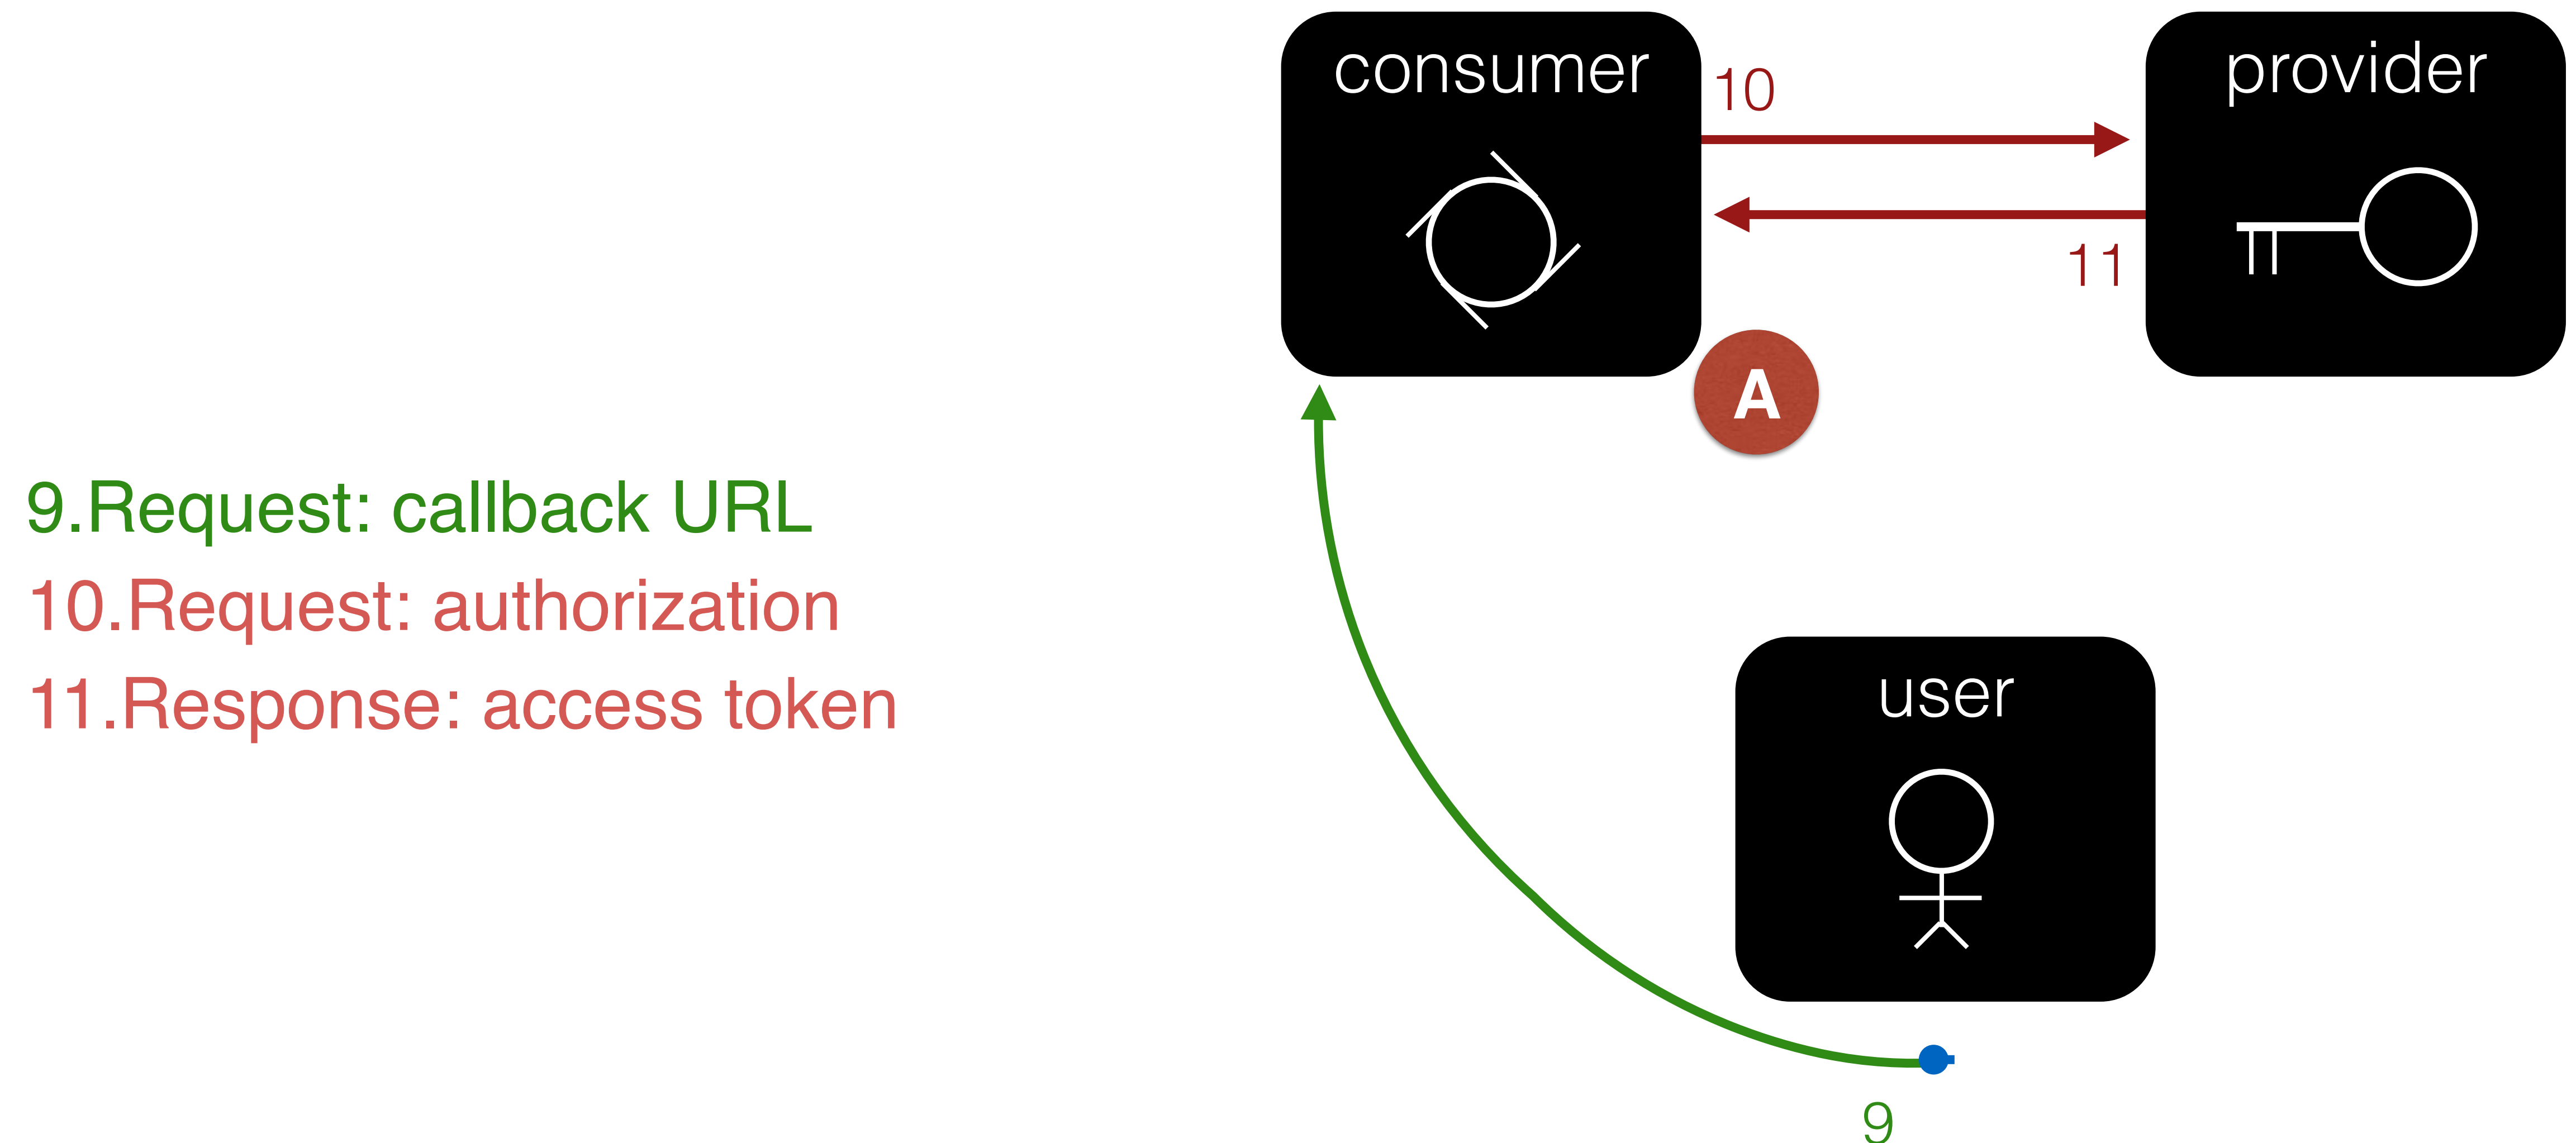 consumer
provider
10
11
A
9.Request: callback URL
10.Request: authorization
11.Response: access token
user
9